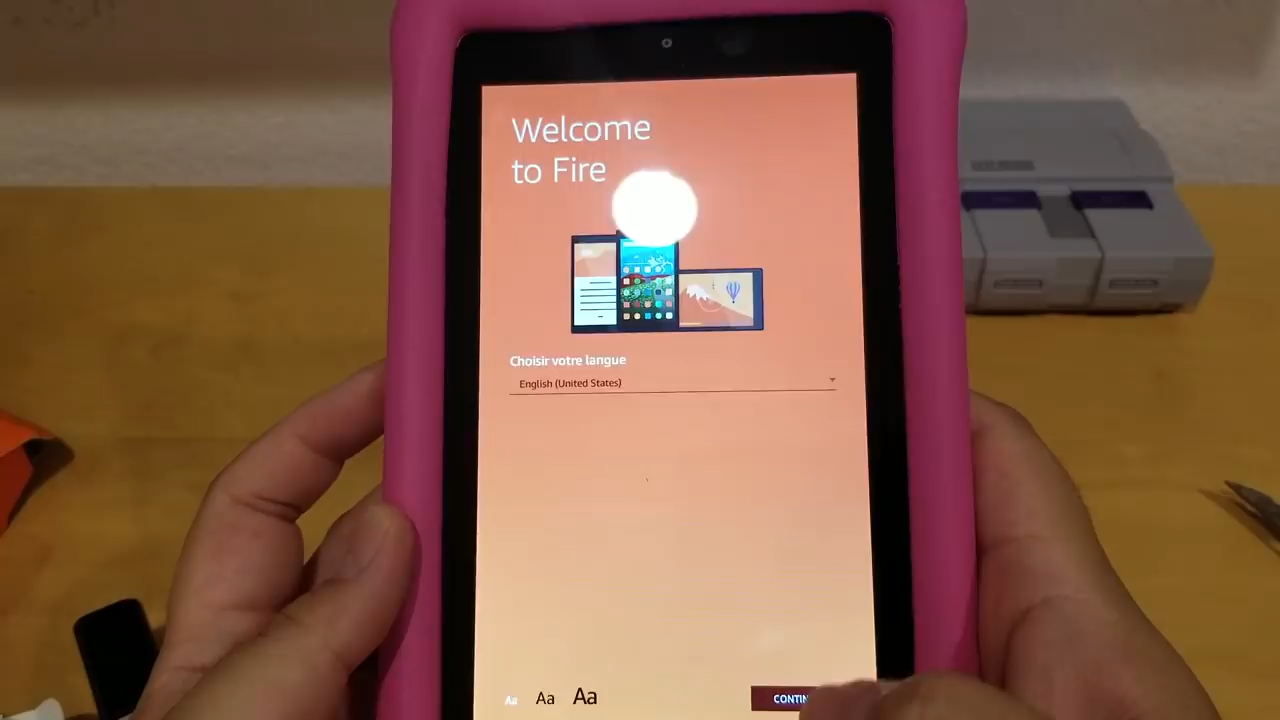 Welcome
to Fire
Choisir votre langue
English (United States)
Aa Aa Aa